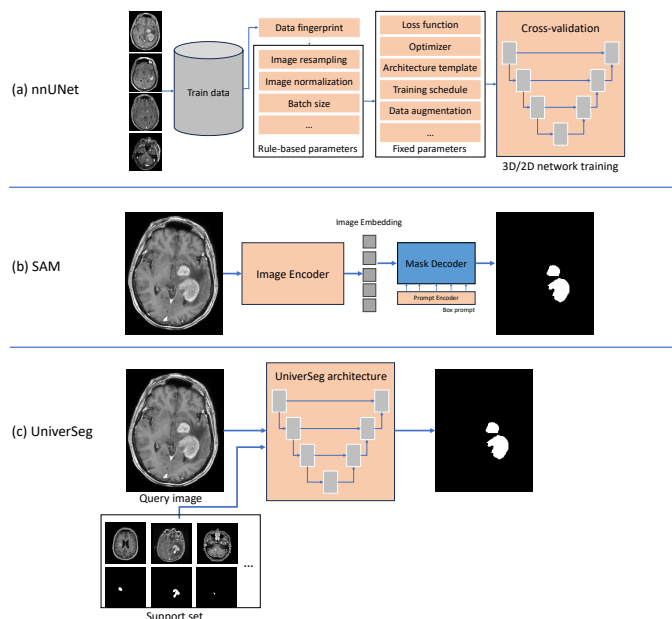 (a) nnUNet
Train data
Data fingerprint
Image resampling
Image normalization
Batch size
...
Rule-based parameters
Loss function
Optimizer
Architecture template
Training schedule
Data augmentation
...
Fixed parameters
Cross-validation
3D/2D network training
(b) SAM
Image Encoder
Image Embedding
Mask Decoder
Prompt Encoder
Box prompt
(c) UniverSeg
Query image
UniverSeg architecture
...
Support set